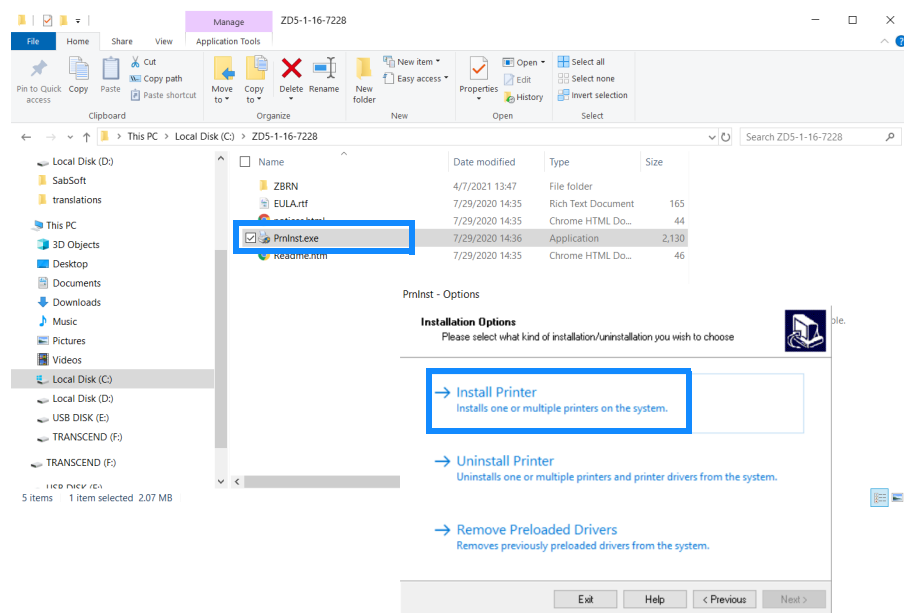 Manage
ZD5-1-16-7228
File
Home
Share
View
Application Tools
Pin to Quick access
Copy
Paste
Cut
Copy path
Paste shortcut
Clipboard
Move to
Copy to
Delete
Rename
Organize
New folder
New item
Easy access
New
Properties
Open
Edit
History
Open
Select all
Select none
Invert selection
Select
This PC > Local Disk (C:) > ZD5-1-16-7228
Search ZD5-1-16-7228
Local Disk (D:)
SabSoft
translations
This PC
3D Objects
Desktop
Documents
Downloads
Music
Pictures
Videos
Local Disk (C:)
Local Disk (D:)
USB DISK (E:)
TRANSCEND (F:)
TRANSCEND (F:)
USB DISK (E:)
5 items 1 item selected 2.07 MB
Name Date modified Type Size
ZBRN 4/7/2021 13:47 File folder
EULA.rtf 7/29/2020 14:35 Rich Text Document 165
notices.html 7/29/2020 14:35 Chrome HTML Do... 44
PrnInst.exe 7/29/2020 14:36 Application 2,130
Readme.htm 7/29/2020 14:35 Chrome HTML Do... 46
PrnInst - Options
Installation Options
Please select what kind of installation/uninstallation you wish to choose
ble.
Install Printer
Installs one or multiple printers on the system.
Uninstall Printer
Uninstalls one or multiple printers and printer drivers from the system.
Remove Preloaded Drivers
Removes previously preloaded drivers from the system.
Exit
Help
< Previous
Next >